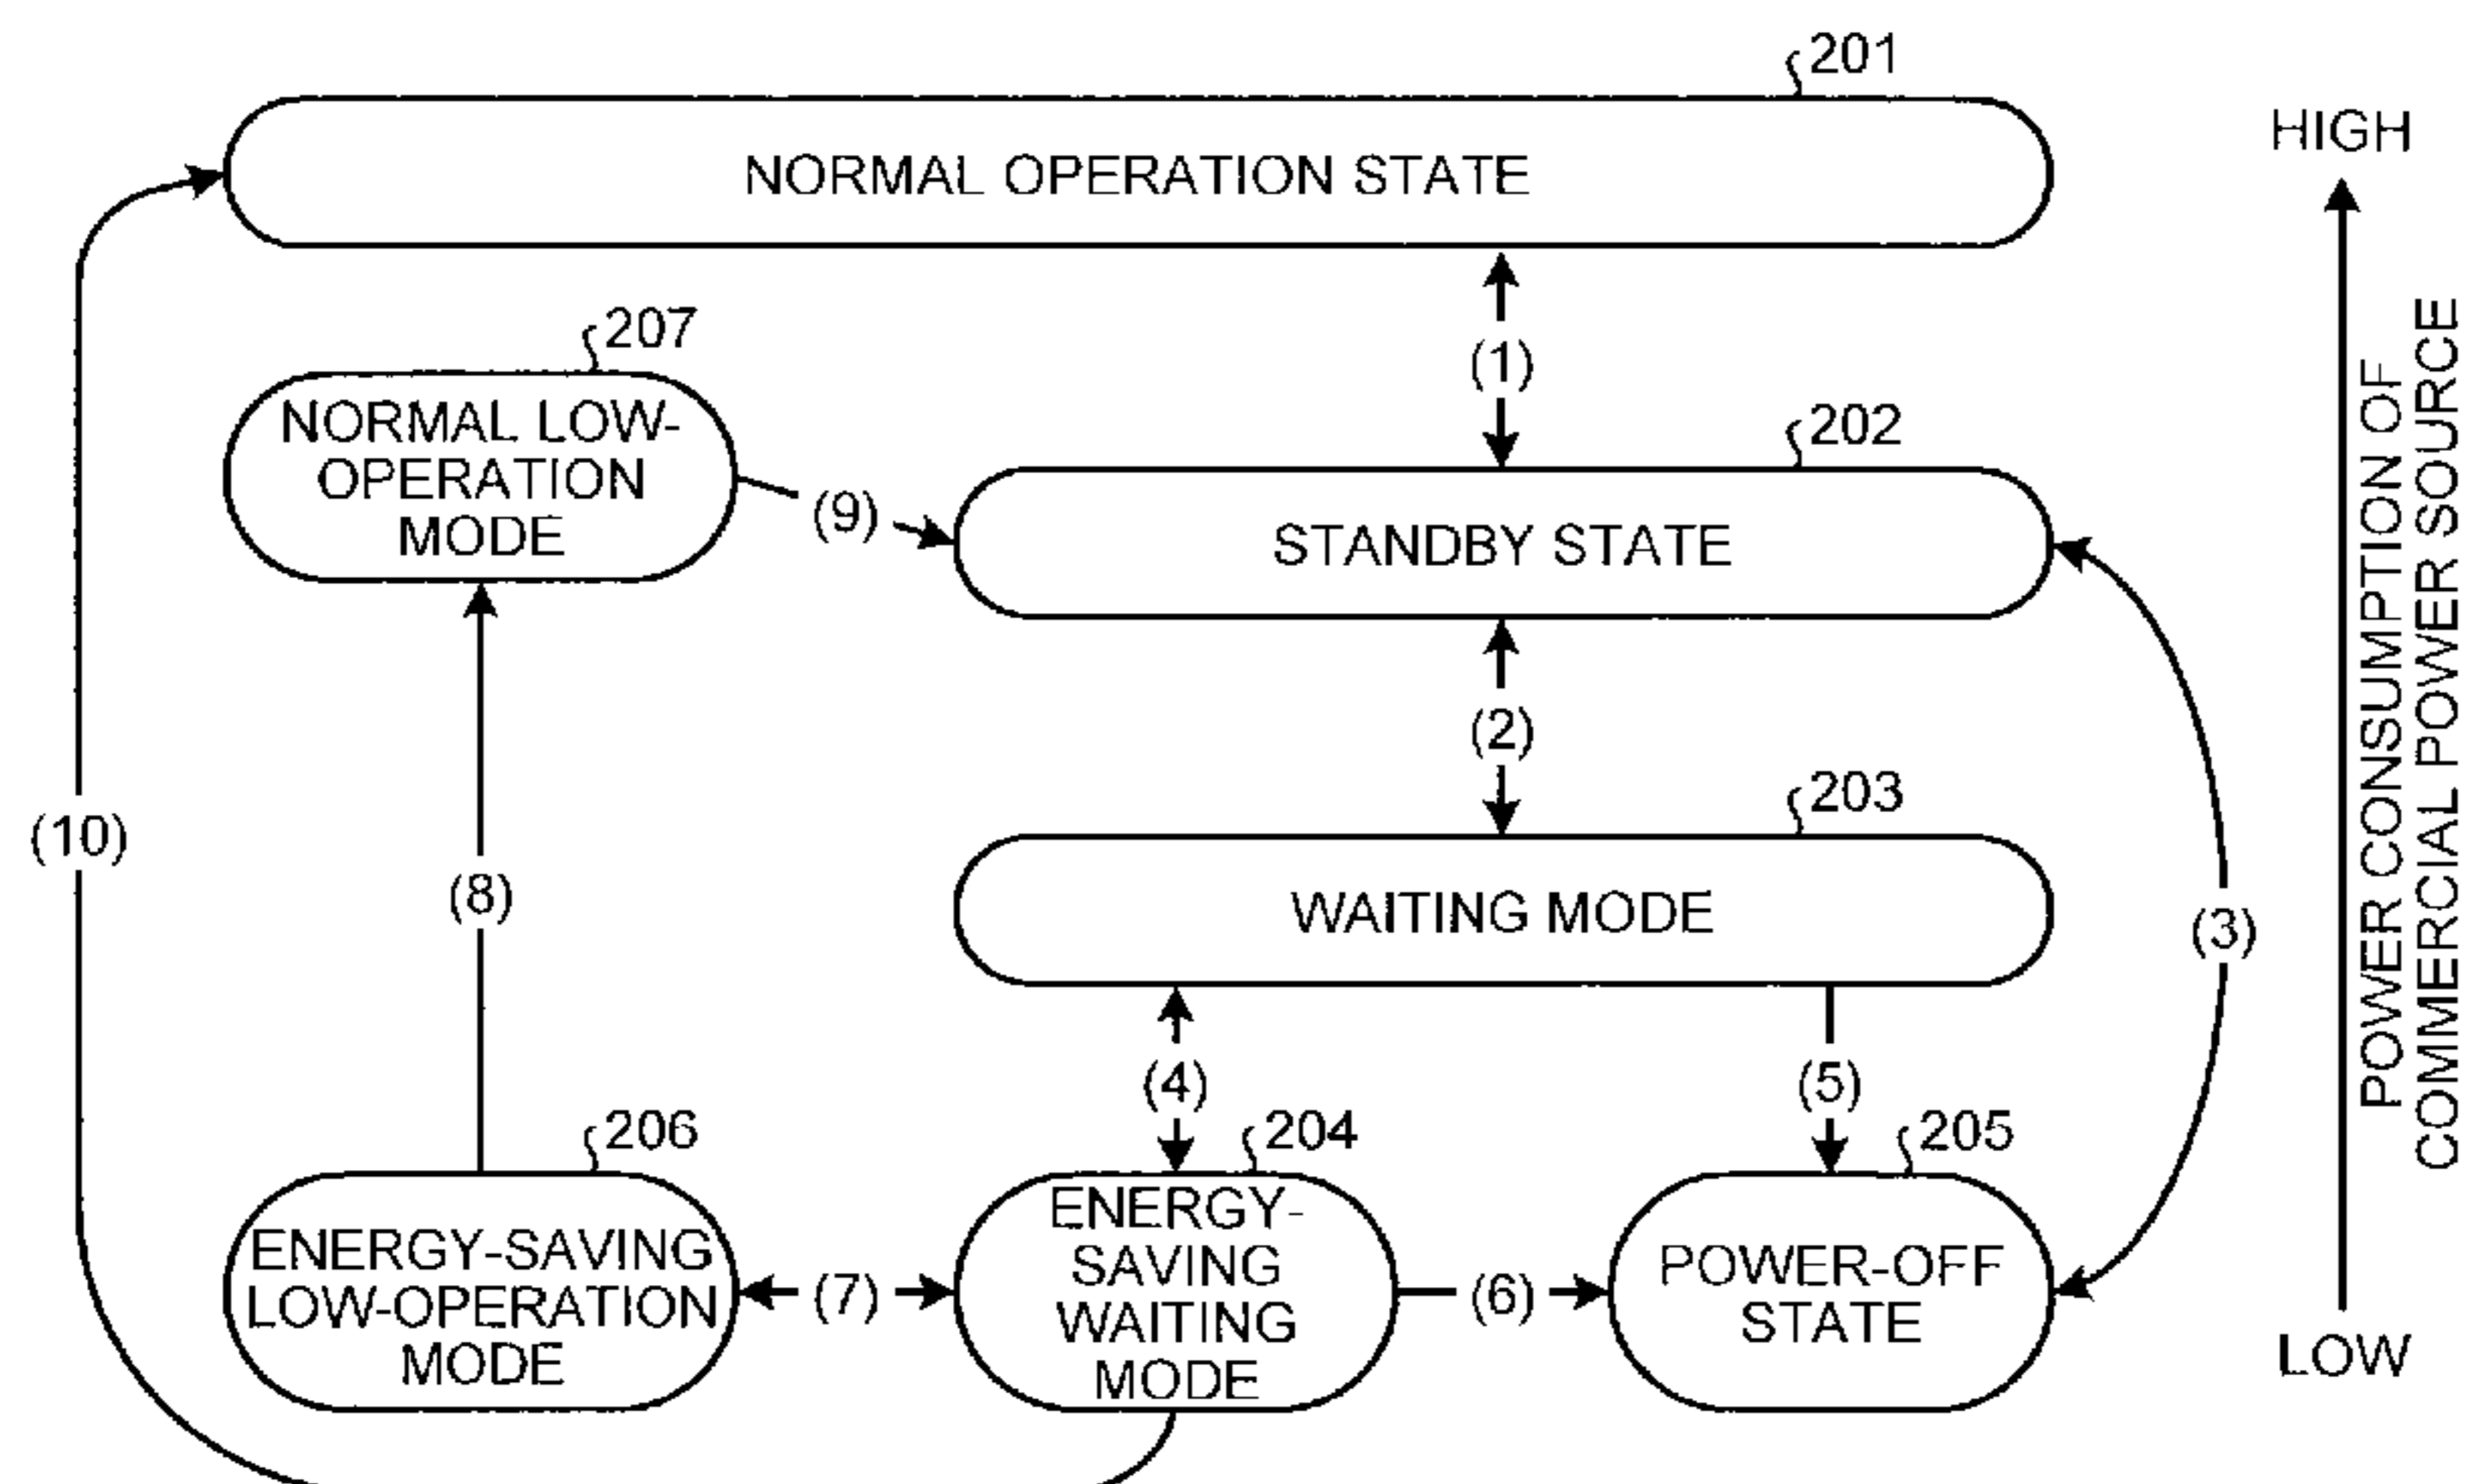 201
HIGH
NORMAL OPERATION STATE
(1)
207
NORMAL LOW-
OPERATION
MODE
(9)
202
STANDBY STATE
(2)
203
WAITING MODE
(3)
(10)
(8)
(4)
(5)
206
ENERGY-SAVING
LOW-OPERATION
MODE
(7)
204
ENERGY-
SAVING
WAITING
MODE
(6)
205
POWER-OFF
STATE
POWER CONSUMPTION OF
COMMERCIAL POWER SOURCE
LOW